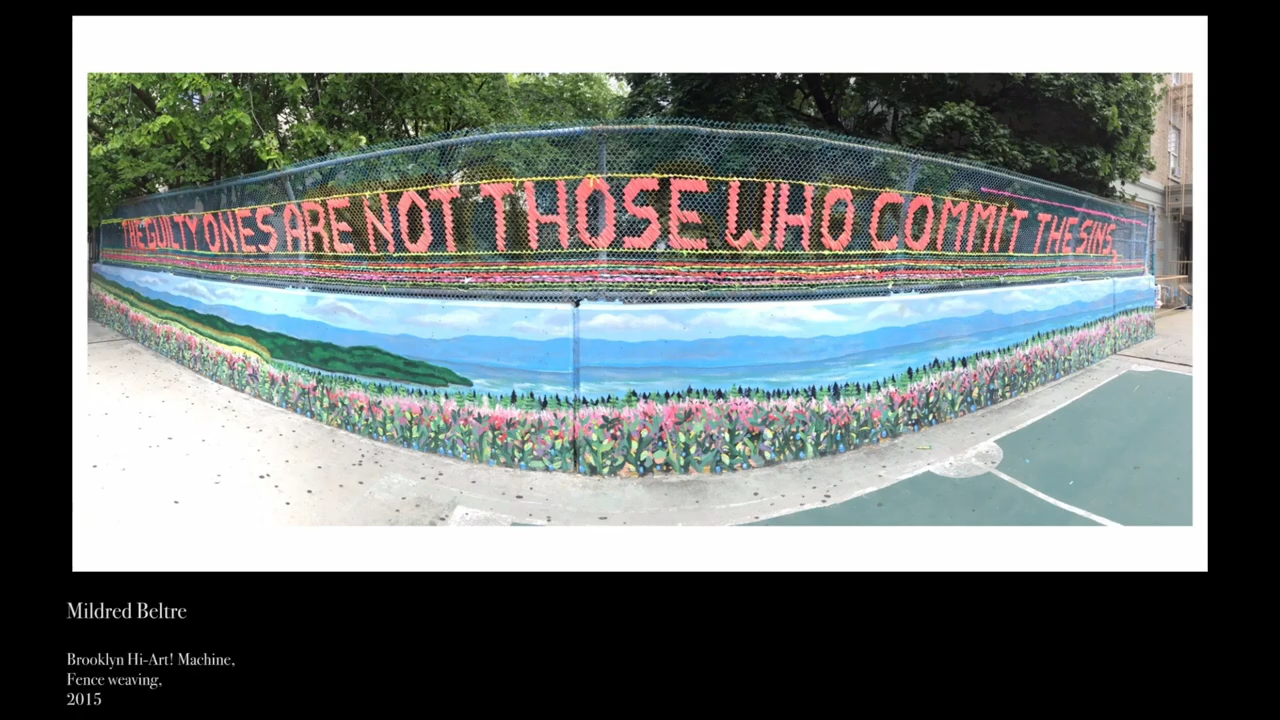 THE GUILTY ONES ARE NOT THOSE WHO COMMIT THE SINS
Mildred Beltre
Brooklyn Hi-Art! Machine,
Fence weaving,
2015